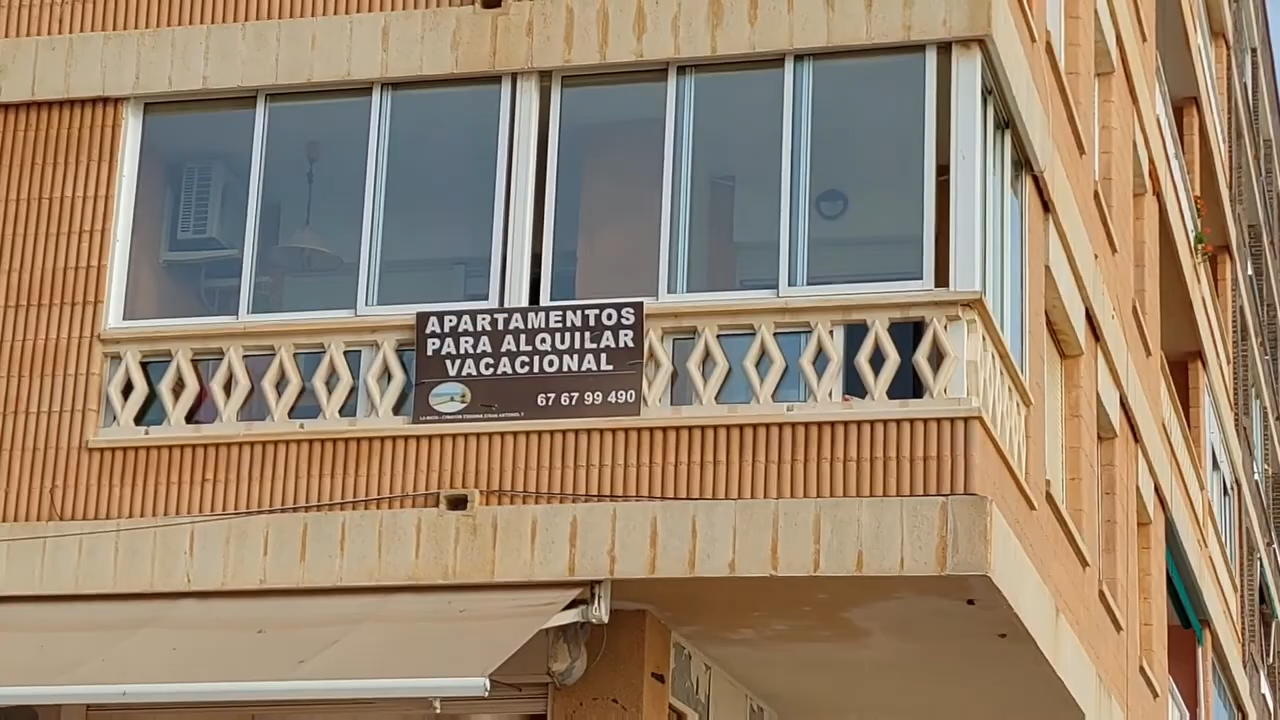 APARTAMENTOS
PARA ALQUILAR
VACACIONAL
67 67 99 490